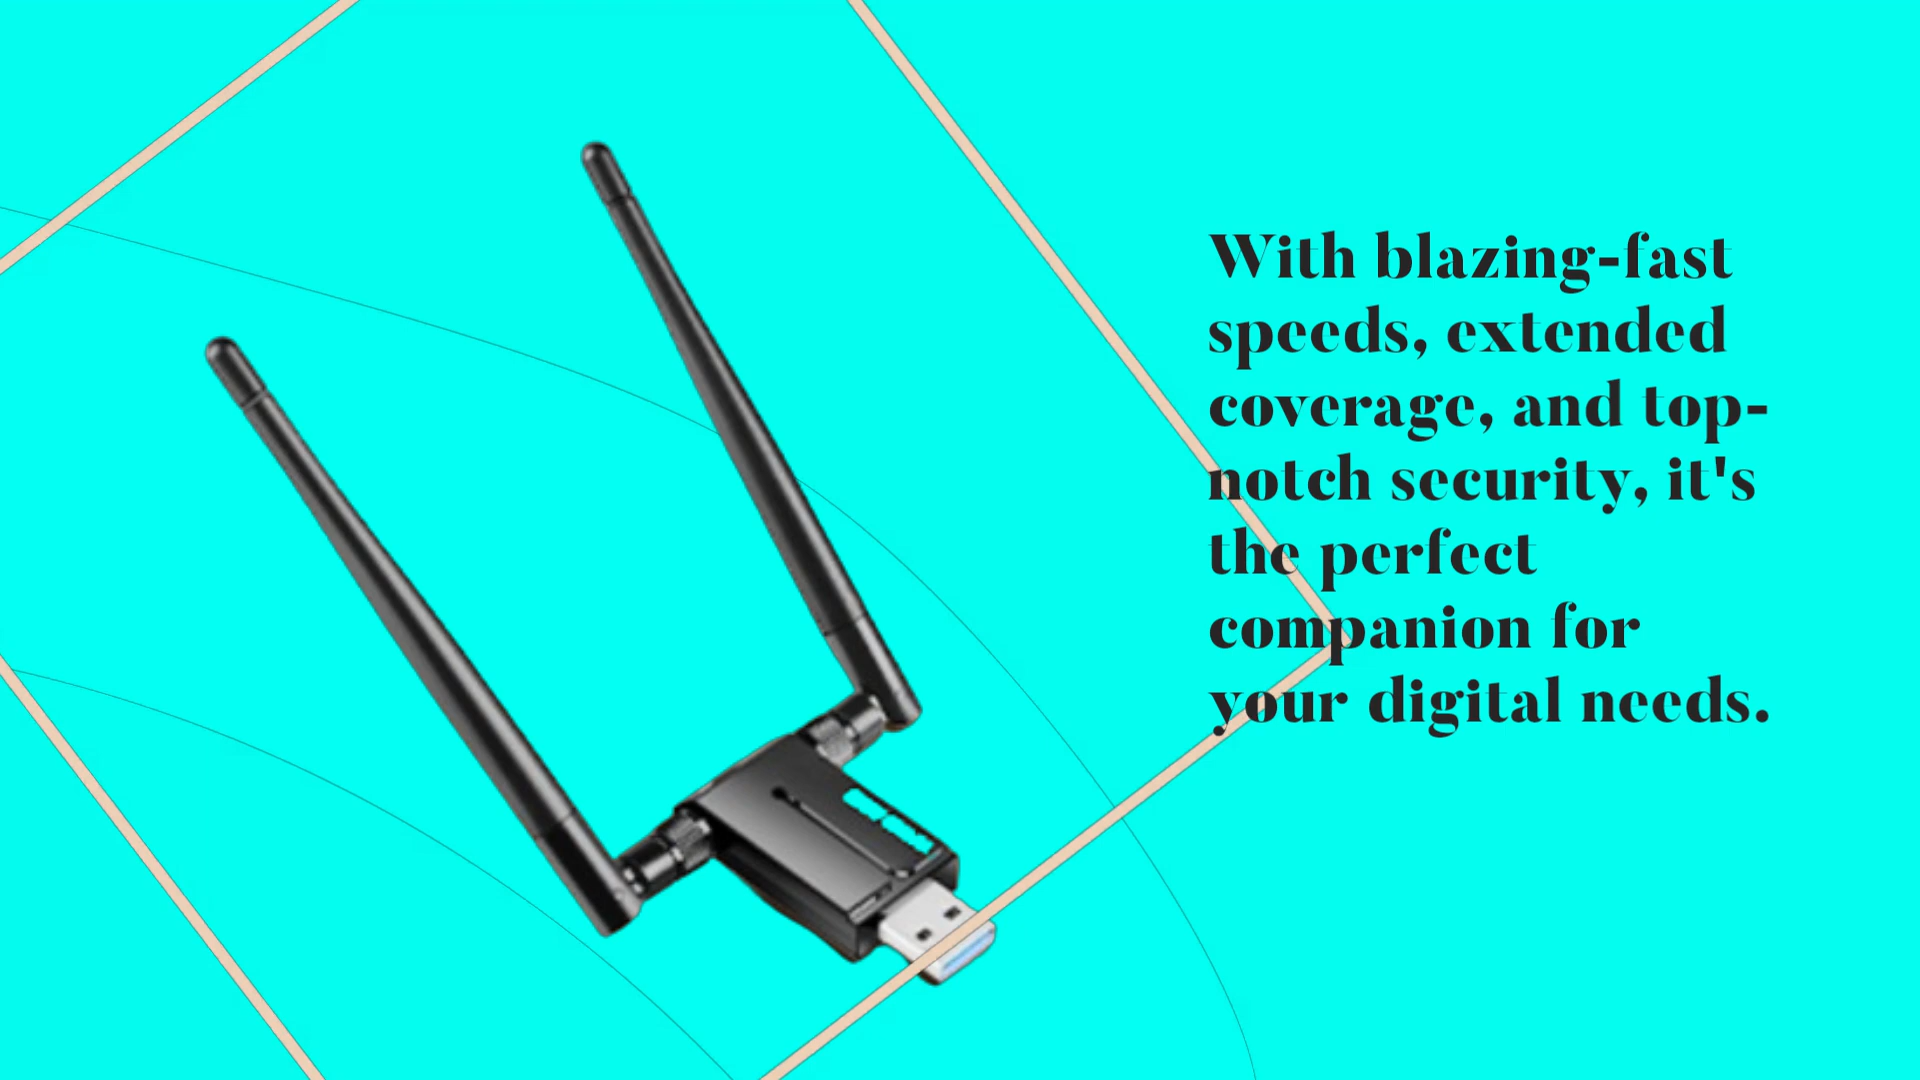 With blazing-fast
speeds, extended
coverage, and top-
notch security, it's
the perfect
companion for
your digital needs.